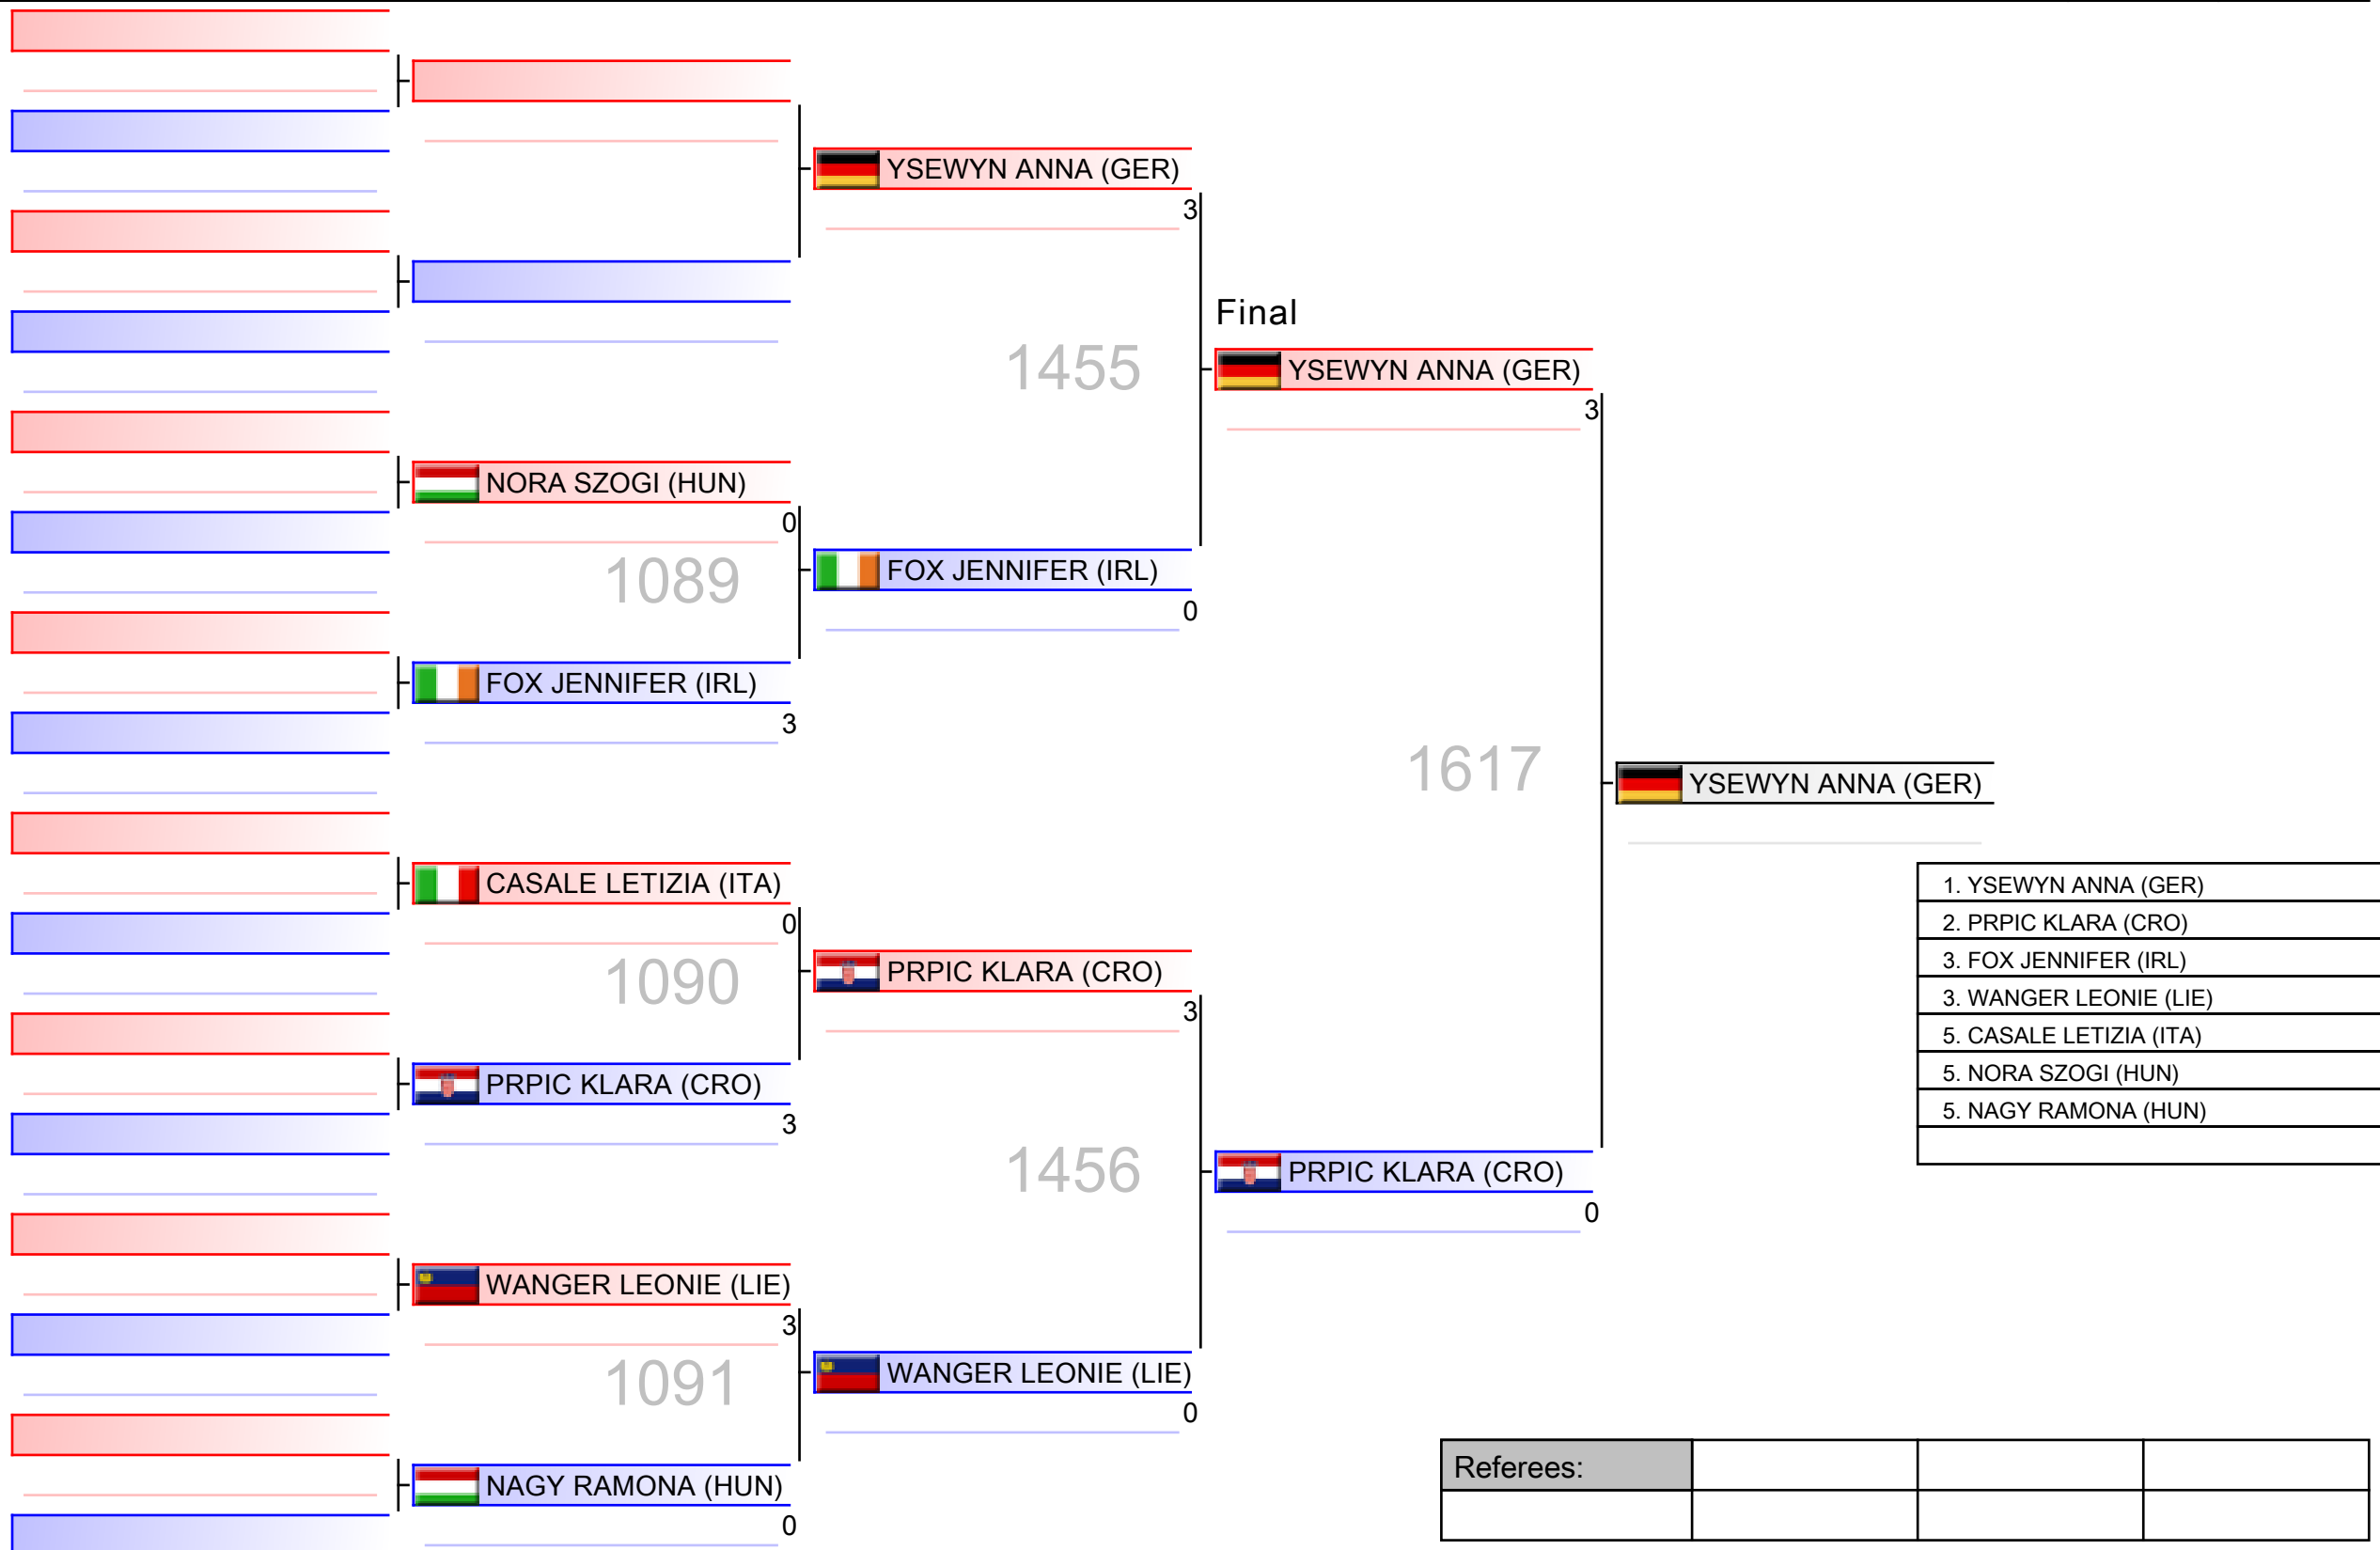 YSEWYN ANNA (GER)
3
Final
1455
YSEWYN ANNA (GER)
3
NORA SZOGI (HUN)
0
1089
FOX JENNIFER (IRL)
0
FOX JENNIFER (IRL)
3
1617
YSEWYN ANNA (GER)
CASALE LETIZIA (ITA)
0
1090
PRPIC KLARA (CRO)
3
PRPIC KLARA (CRO)
3
1456
PRPIC KLARA (CRO)
0
WANGER LEONIE (LIE)
3
1091
WANGER LEONIE (LIE)
0
NAGY RAMONA (HUN)
0
1. YSEWYN ANNA (GER)
2. PRPIC KLARA (CRO)
3. FOX JENNIFER (IRL)
3. WANGER LEONIE (LIE)
5. CASALE LETIZIA (ITA)
5. NORA SZOGI (HUN)
5. NAGY RAMONA (HUN)
Referees: